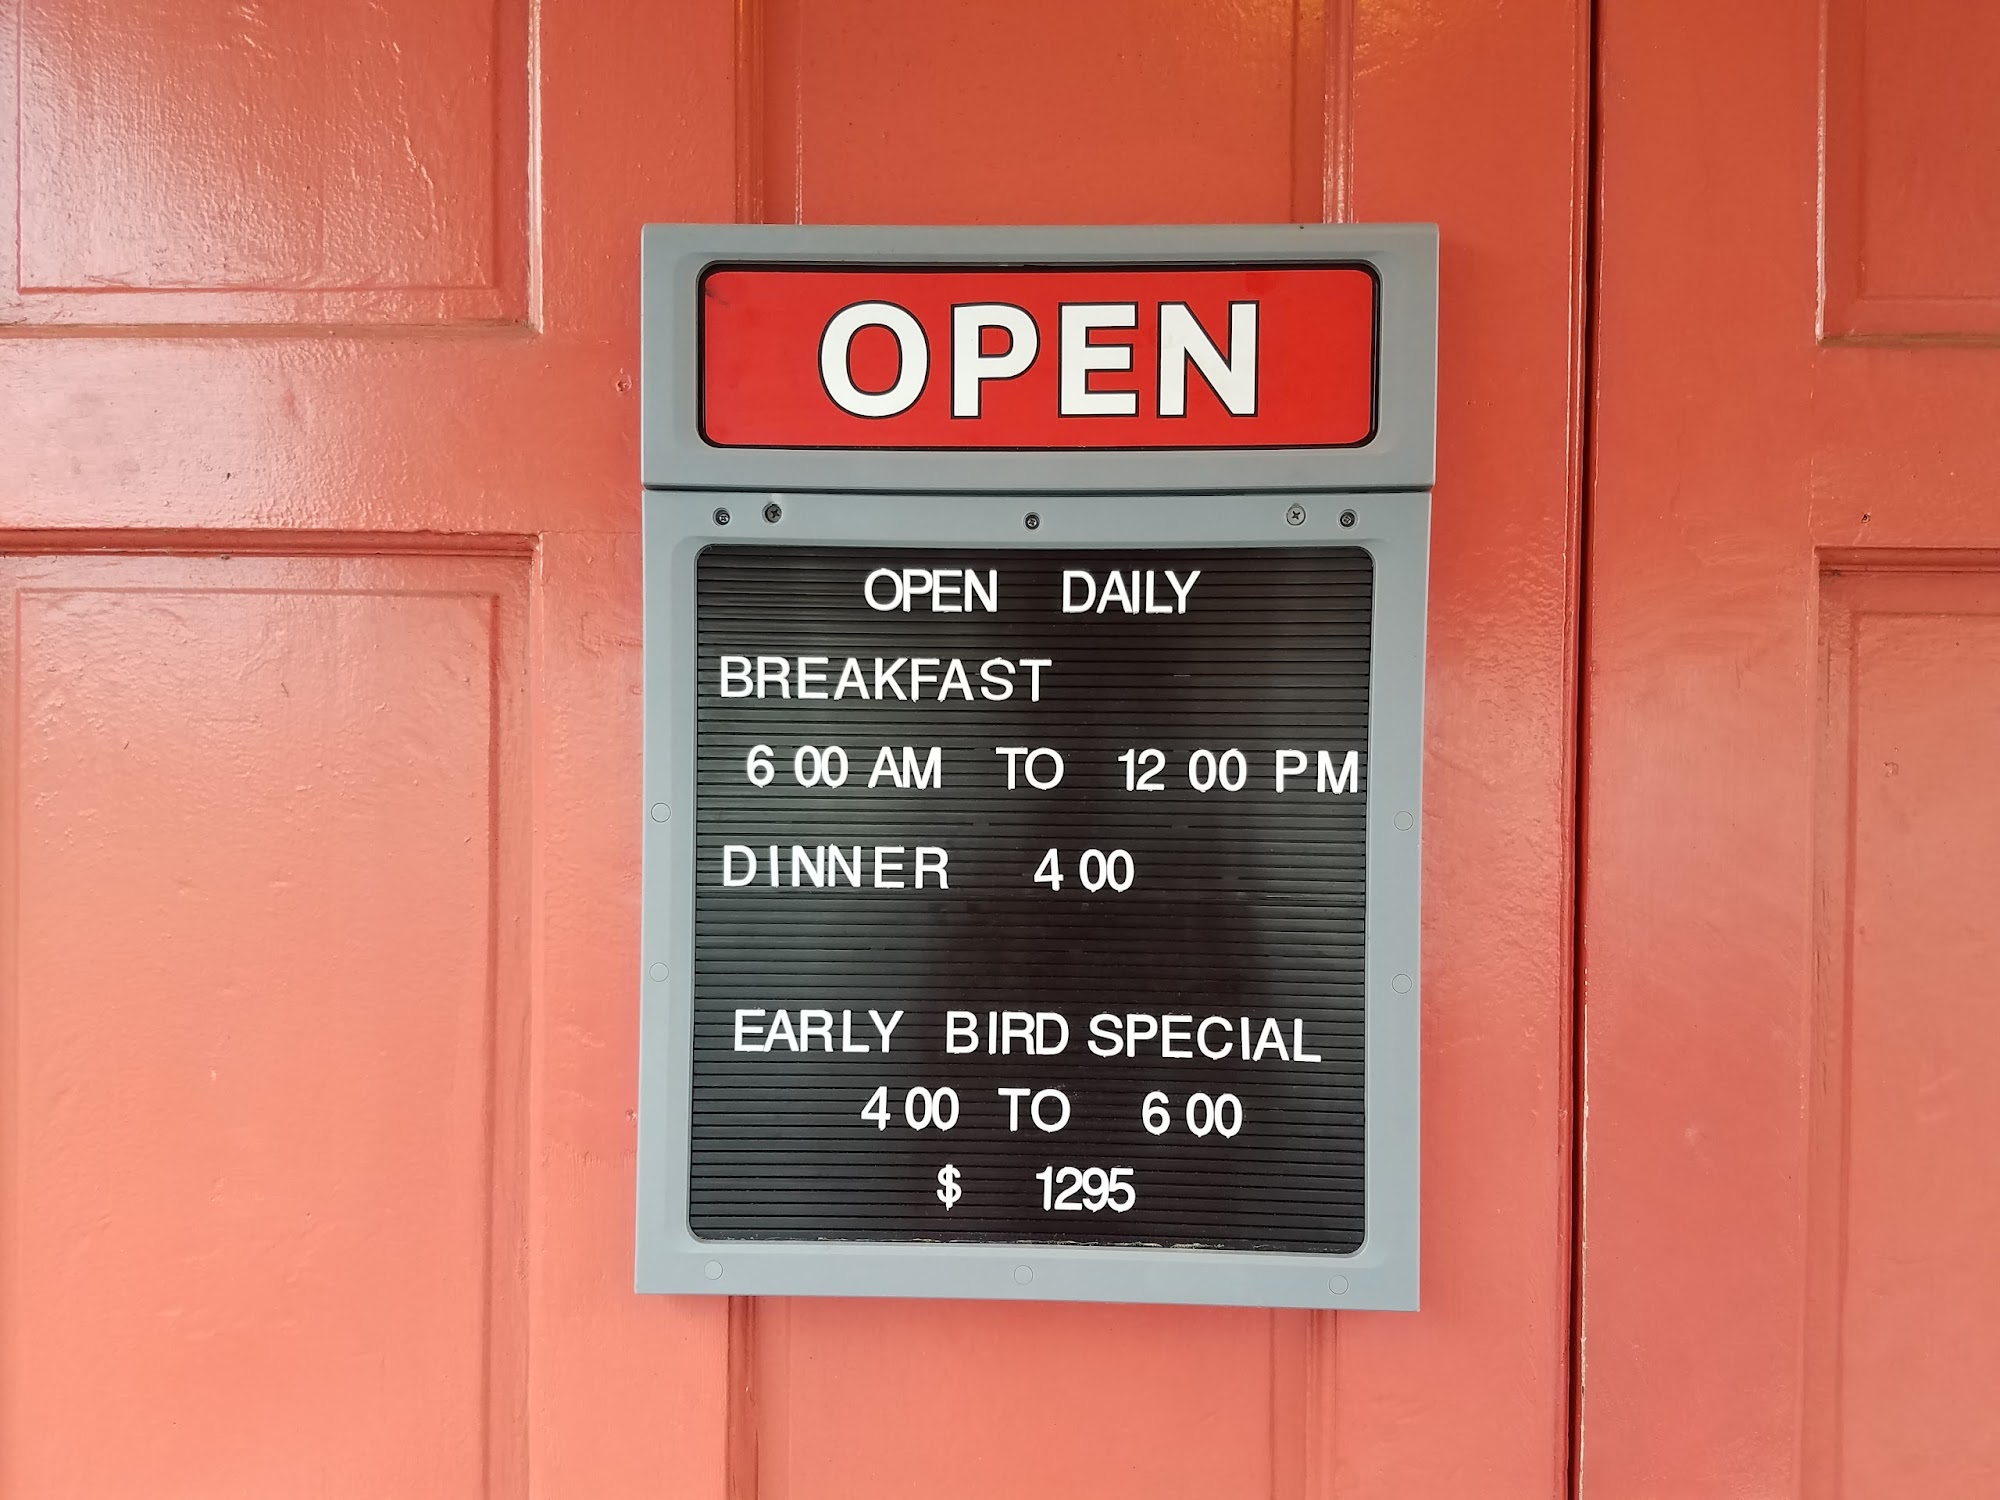 OPEN
OPEN DAILY
BREAKFAST
6 00 AM TO 12 00 PM
DINNER 4 00
EARLY BIRD SPECIAL
4 00 TO 6 00
$ 1295